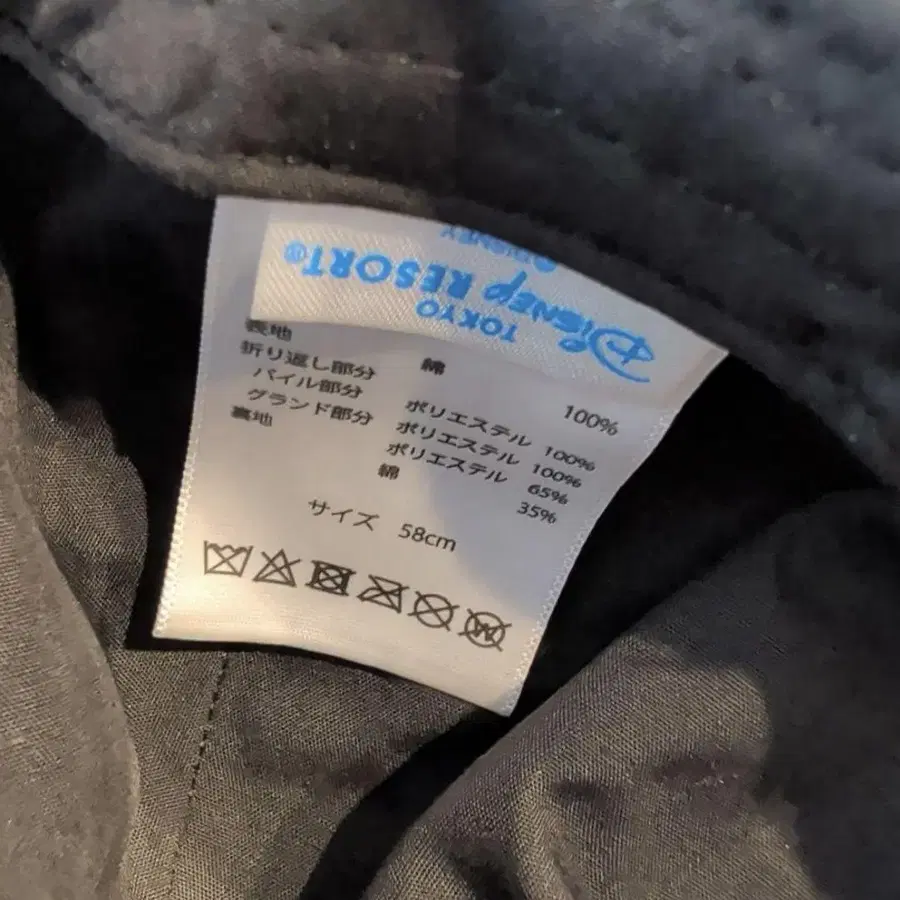 ©DISNEY
TOKYO
Disney RESORT®
表地 綿 100%
折り返し部分
パイル部分 ポリエステル 100%
グランド部分 ポリエステル 100%
裏地 ポリエステル 65%
綿 35%
サイズ 58cm
W